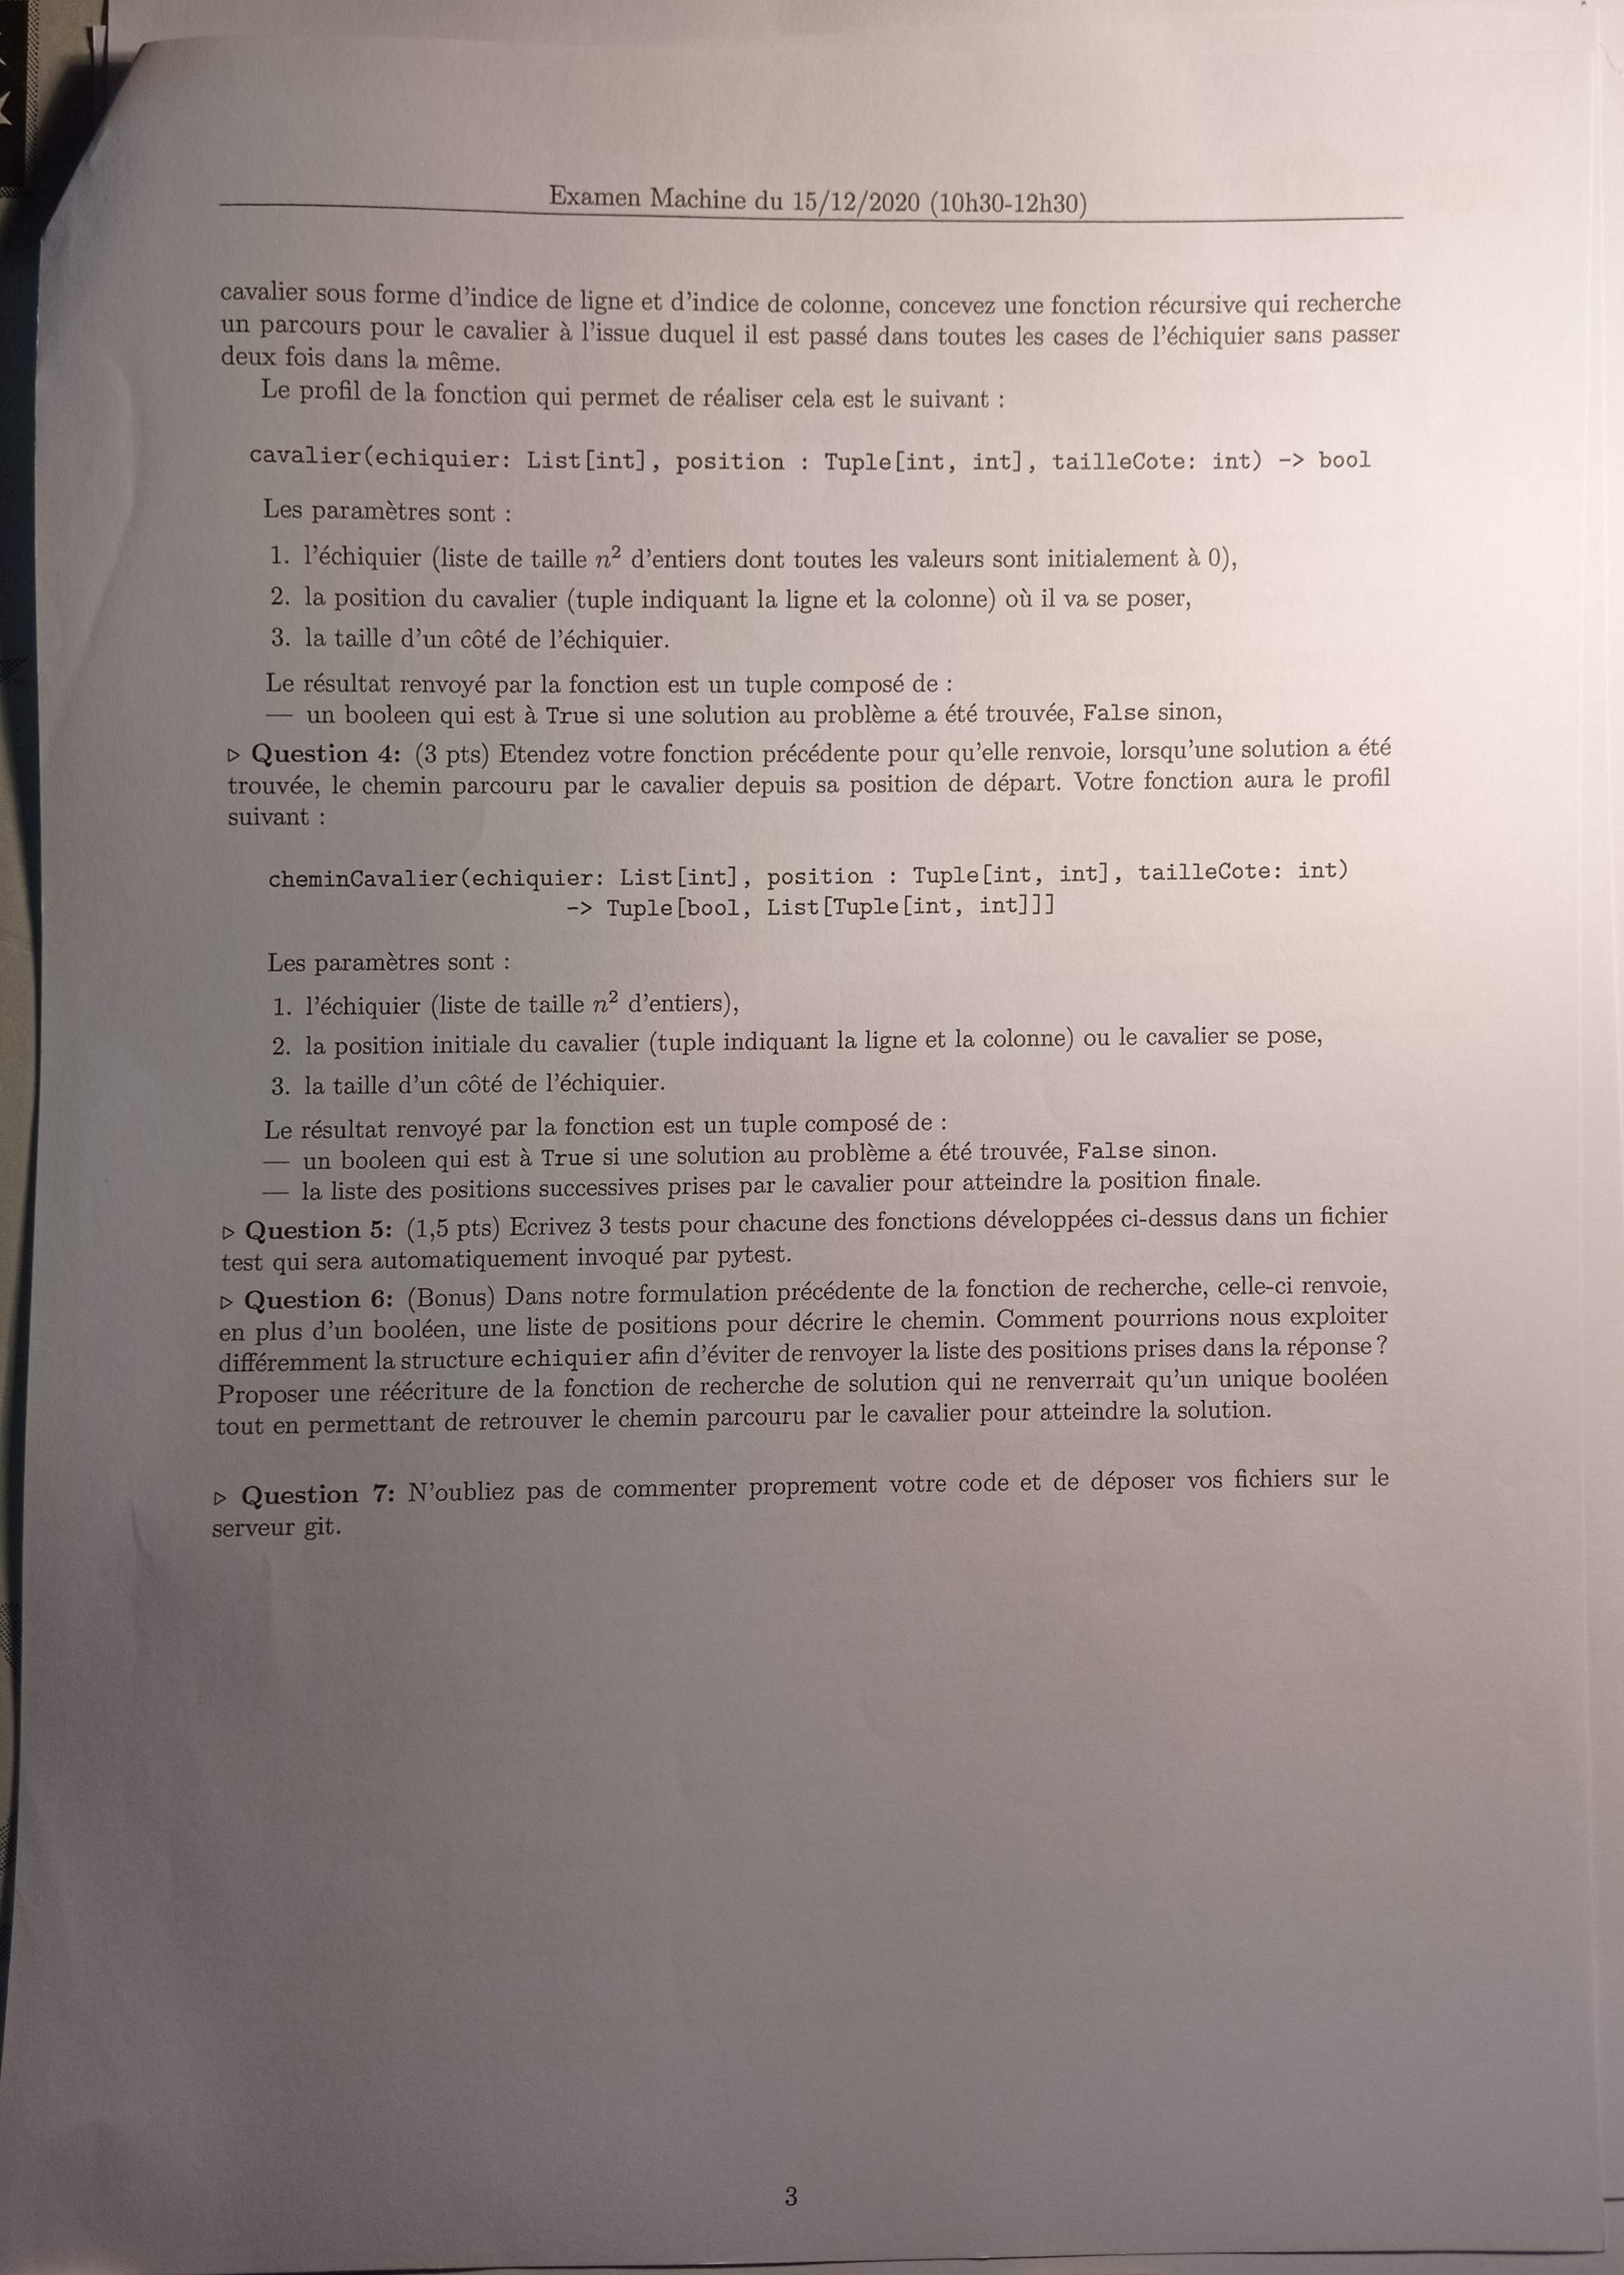 Examen Machine du 15/12/2020 (10h30-12h30)
cavalier sous forme d'indice de ligne et d'indice de colonne, concevez une fonction récursive qui recherche
un parcours pour le cavalier à l'issue duquel il est passé dans toutes les cases de l'échiquier sans passer
deux fois dans la même.
Le profil de la fonction qui permet de réaliser cela est le suivant :
cavalier(echiquier: List[int], position : Tuple[int, int], tailleCote: int) -> bool
Les paramètres sont :
1. l'échiquier (liste de taille n² d'entiers dont toutes les valeurs sont initialement à 0),
2. la position du cavalier (tuple indiquant la ligne et la colonne) où il va se poser,
3. la taille d'un côté de l'échiquier.
Le résultat renvoyé par la fonction est un tuple composé de :
— un booleen qui est à True si une solution au problème a été trouvée, False sinon,
▷ Question 4: (3 pts) Etendez votre fonction précédente pour qu'elle renvoie, lorsqu'une solution a été
trouvée, le chemin parcouru par le cavalier depuis sa position de départ. Votre fonction aura le profil
suivant :
cheminCavalier(echiquier: List[int], position : Tuple[int, int], tailleCote: int)
-> Tuple[bool, List[Tuple[int, int]]]
Les paramètres sont :
1. l'échiquier (liste de taille n² d'entiers),
2. la position initiale du cavalier (tuple indiquant la ligne et la colonne) ou le cavalier se pose,
3. la taille d'un côté de l'échiquier.
Le résultat renvoyé par la fonction est un tuple composé de :
— un booleen qui est à True si une solution au problème a été trouvée, False sinon.
— la liste des positions successives prises par le cavalier pour atteindre la position finale.
▷ Question 5: (1,5 pts) Ecrivez 3 tests pour chacune des fonctions développées ci-dessus dans un fichier
test qui sera automatiquement invoqué par pytest.
▷ Question 6: (Bonus) Dans notre formulation précédente de la fonction de recherche, celle-ci renvoie,
en plus d'un booléen, une liste de positions pour décrire le chemin. Comment pourrions nous exploiter
différemment la structure echiquier afin d'éviter de renvoyer la liste des positions prises dans la réponse ?
Proposer une réécriture de la fonction de recherche de solution qui ne renverrait qu'un unique booléen
tout en permettant de retrouver le chemin parcouru par le cavalier pour atteindre la solution.
▷ Question 7: N'oubliez pas de commenter proprement votre code et de déposer vos fichiers sur le
serveur git.
3